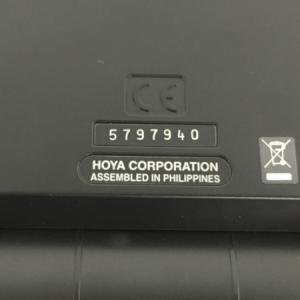 CE
5797940
HOYA CORPORATION
ASSEMBLED IN PHILIPPINES